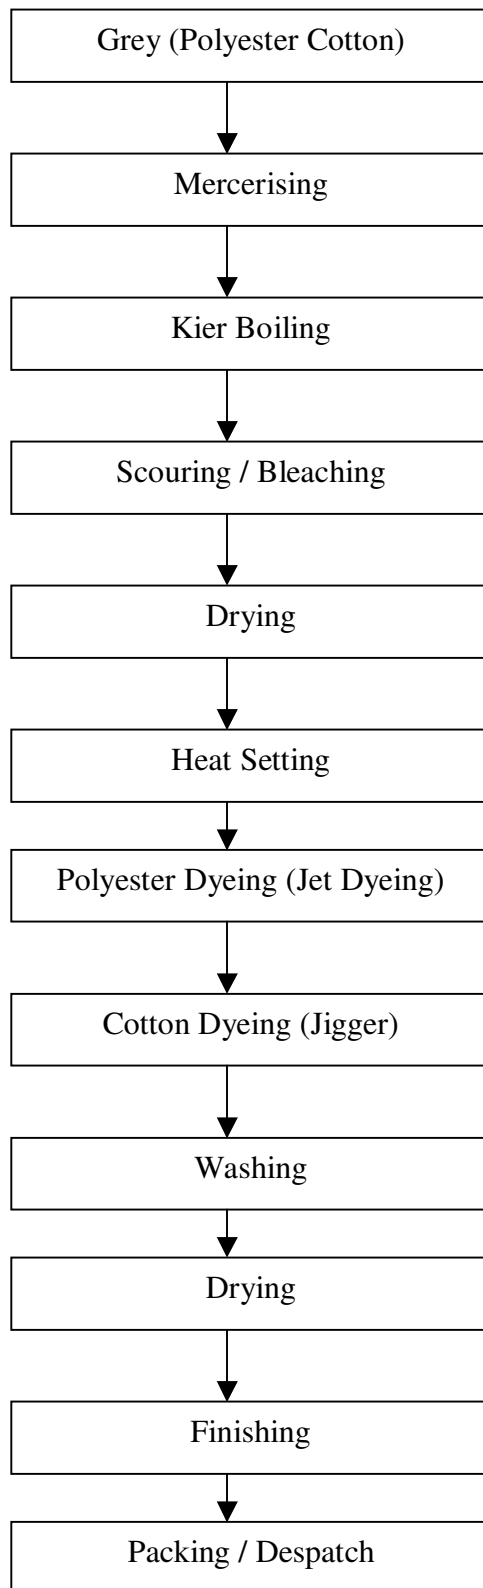 Grey (Polyester Cotton)
Mercerising
Kier Boiling
Scouring / Bleaching
Drying
Heat Setting
Polyester Dyeing (Jet Dyeing)
Cotton Dyeing (Jigger)
Washing
Drying
Finishing
Packing / Despatch